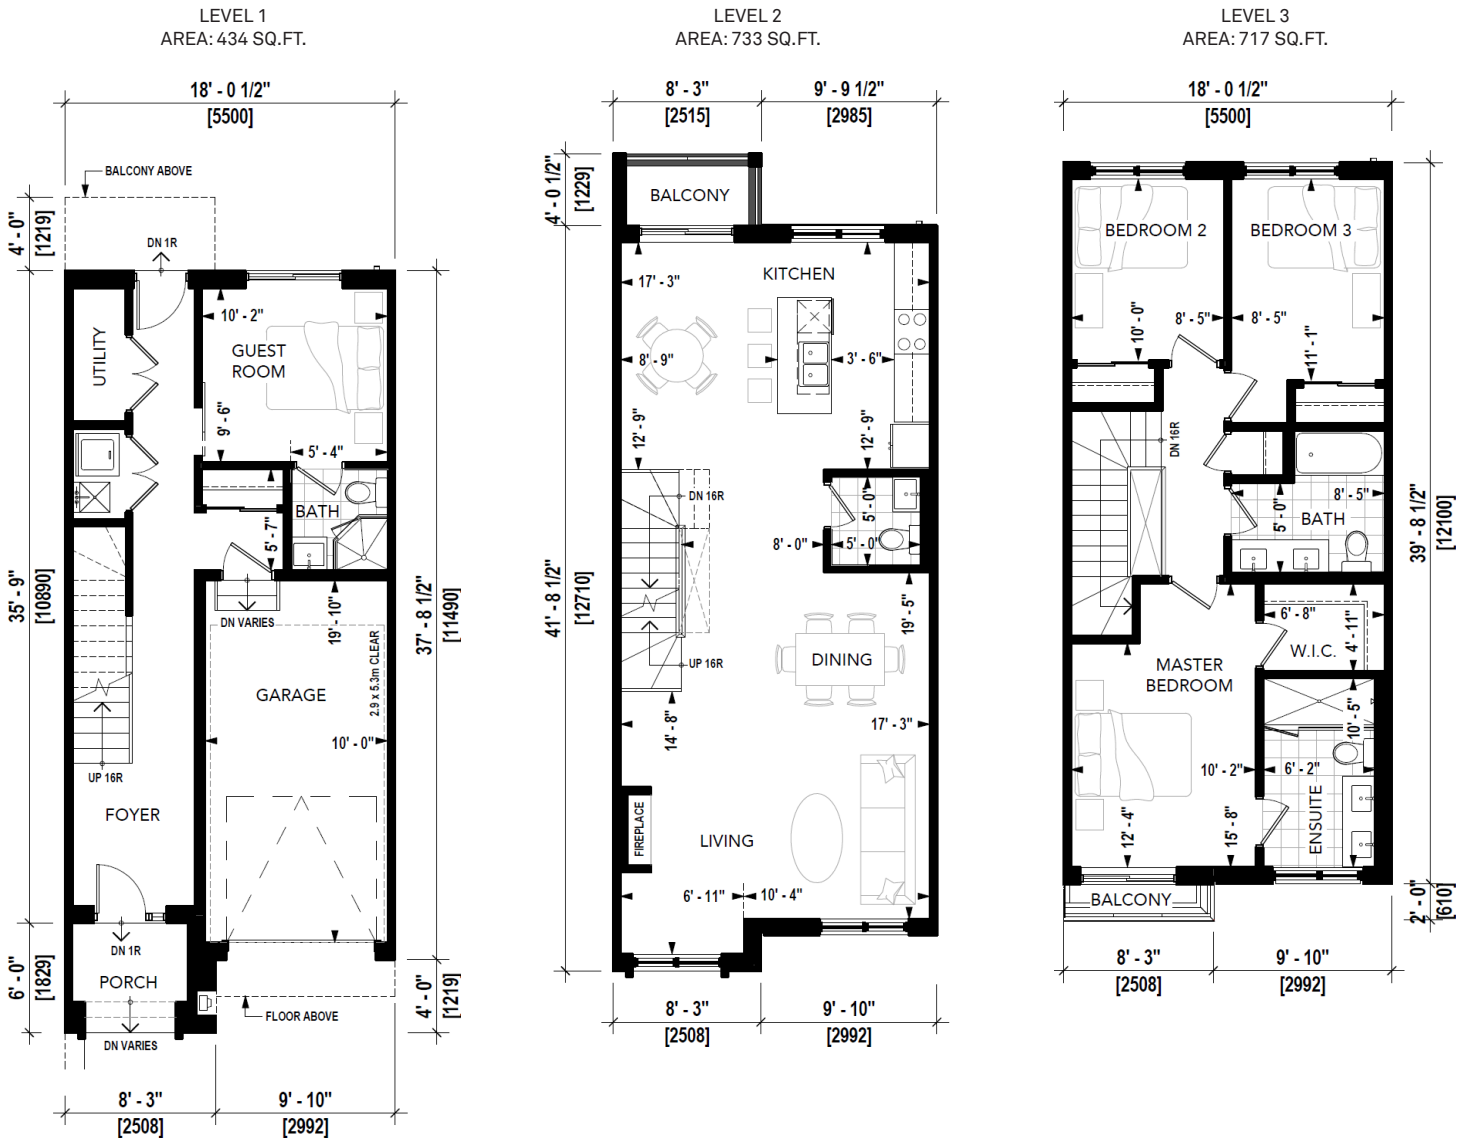 LEVEL 1
AREA: 434 SQ.FT.
18' - 0 1/2"
[5500]
BALCONY ABOVE
4' - 0"
[1219]
DN 1R
UTILITY
10' - 2"
GUEST
ROOM
9' - 6"
5' - 4"
BATH
5' - 7"
35' - 9"
[10890]
37' - 8 1/2"
[11490]
DN VARIES
19' - 10"
2.9 x 5.3m CLEAR
GARAGE
10' - 0"
UP 16R
FOYER
DN 1R
6' - 0"
[1829]
PORCH
4' - 0"
[1219]
FLOOR ABOVE
DN VARIES
8' - 3"
[2508]
9' - 10"
[2992]
LEVEL 2
AREA: 733 SQ.FT.
8' - 3"
[2515]
9' - 9 1/2"
[2985]
4' - 0 1/2"
[1229]
BALCONY
KITCHEN
17' - 3"
8' - 9"
3' - 6"
12' - 9"
12' - 9"
DN 16R
5' - 0"
8' - 0"
5' - 0"
41' - 8 1/2"
[12710]
19' - 5"
UP 16R
DINING
14' - 8"
17' - 3"
FIREPLACE
LIVING
6' - 11"
10' - 4"
8' - 3"
[2508]
9' - 10"
[2992]
LEVEL 3
AREA: 717 SQ.FT.
18' - 0 1/2"
[5500]
BEDROOM 2
BEDROOM 3
10' - 0"
8' - 5"
8' - 5"
11' - 1"
DN 16R
8' - 5"
5' - 0"
BATH
39' - 8 1/2"
[12100]
6' - 8"
4' - 11"
W.I.C.
MASTER
BEDROOM
10' - 5"
10' - 2"
6' - 2"
12' - 4"
15' - 8"
ENSUITE
BALCONY
2' - 0"
[610]
8' - 3"
[2508]
9' - 10"
[2992]